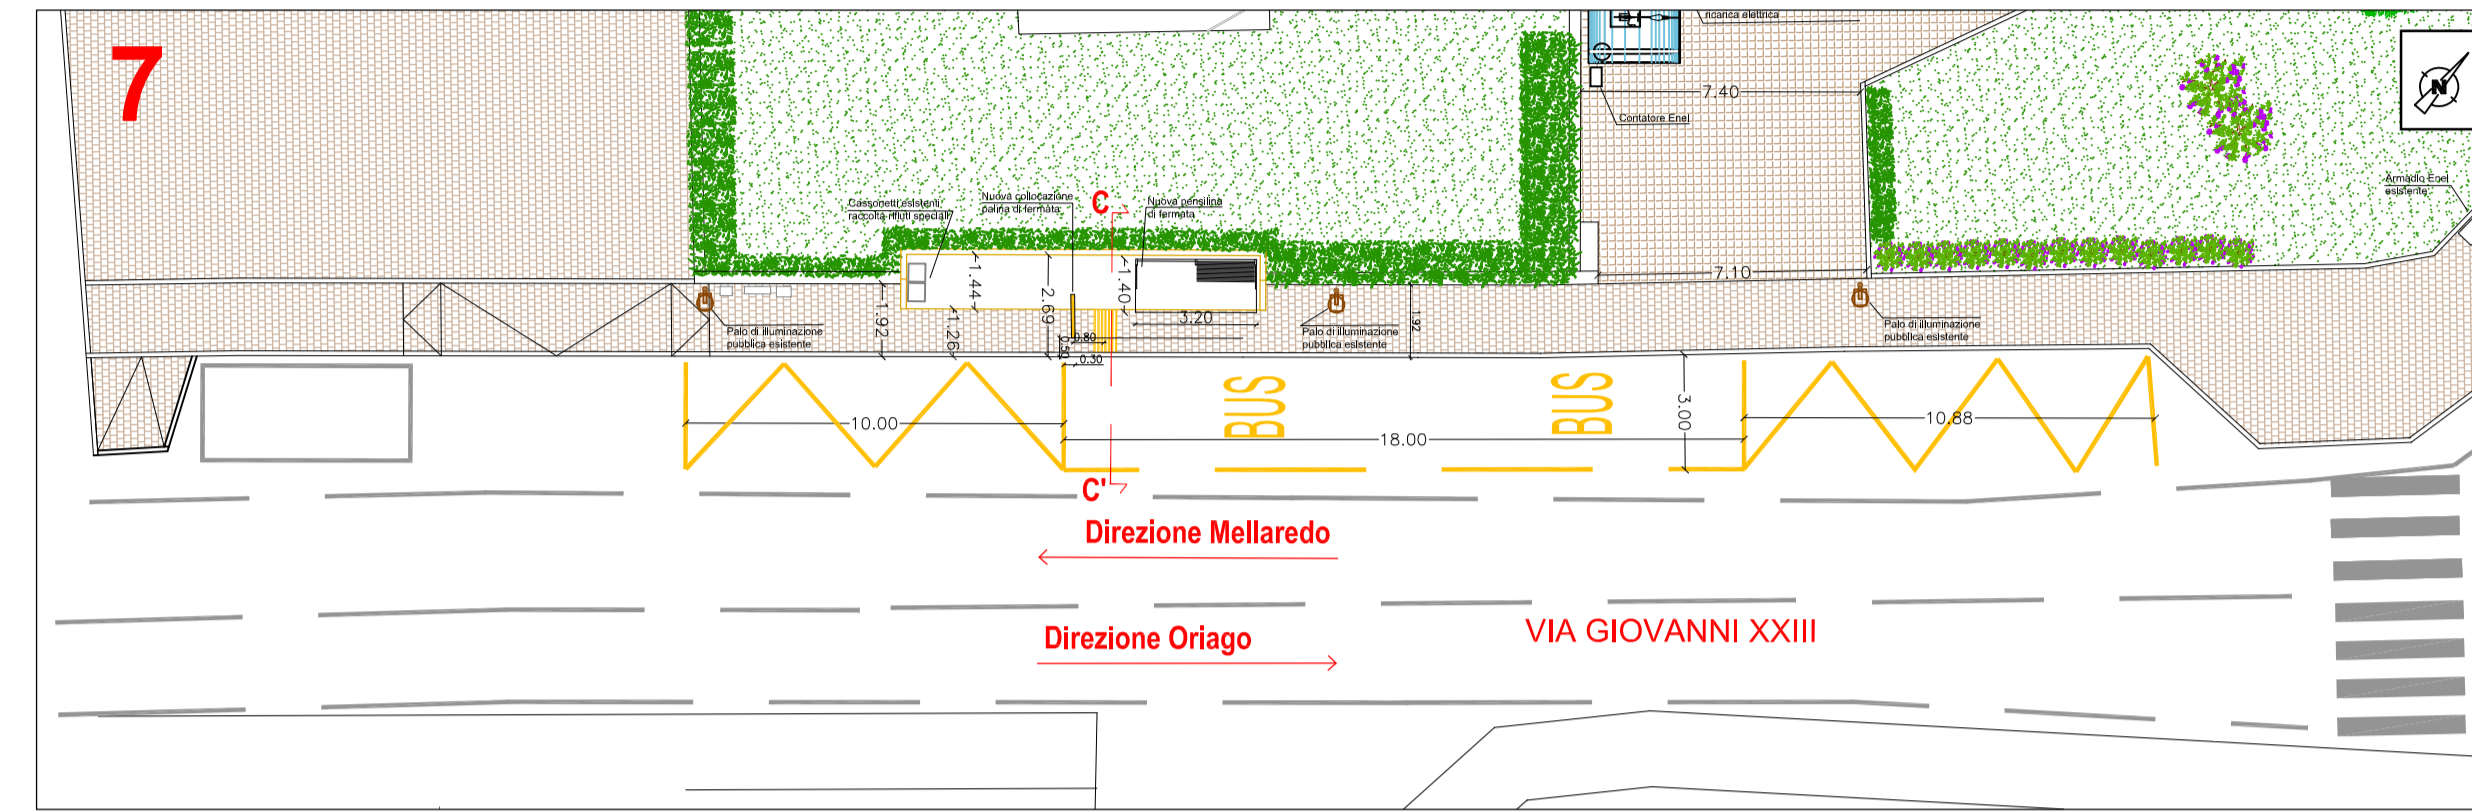 7
ricarica elettrica
N
7.40
Contatore Enel
Armadio Enel
esistente
Cassonetti esistenti
raccolta rifiuti speciali
Nuova collocazione
palina di fermata
C
Nuova pensilina
di fermata
7.10
1.44
2.69
1.40
3.20
1.92
1.26
1.92
Palo di illuminazione
pubblica esistente
0.50
0.80
0.30
Palo di illuminazione
pubblica esistente
Palo di illuminazione
pubblica esistente
BUS
BUS
3.00
10.00
18.00
10.88
C'
Direzione Mellaredo
Direzione Oriago
VIA GIOVANNI XXIII